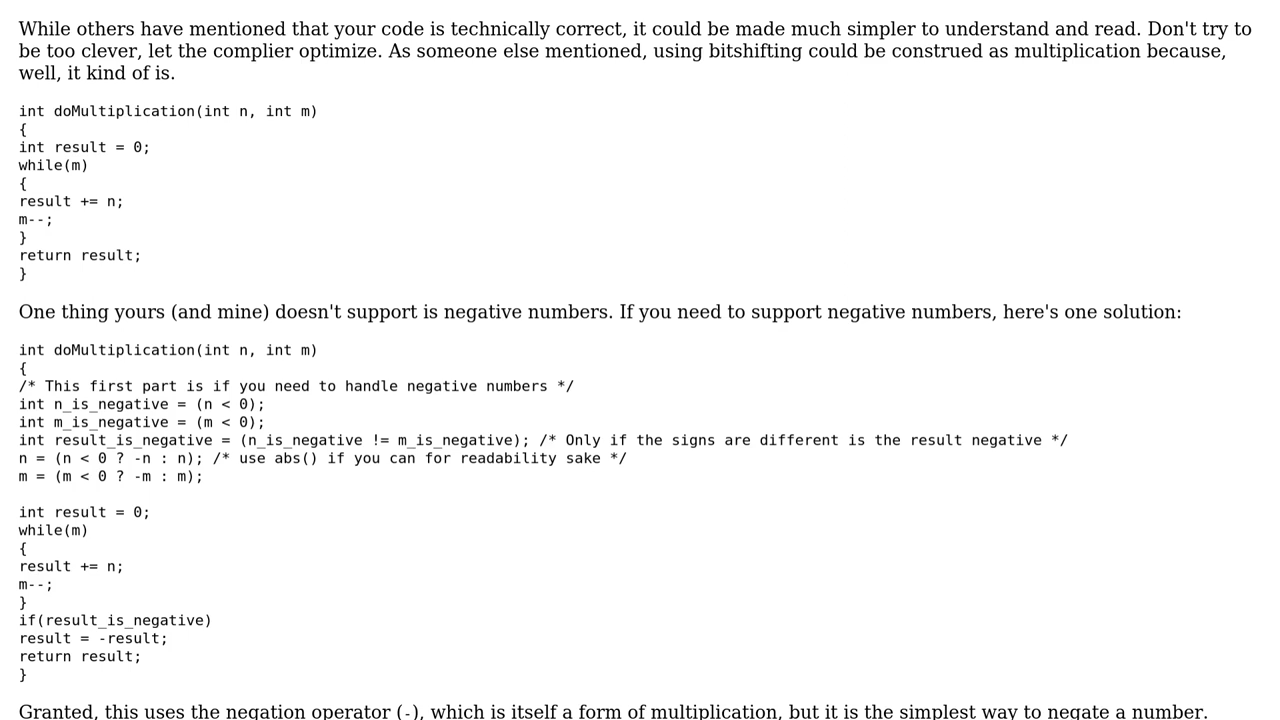 While others have mentioned that your code is technically correct, it could be made much simpler to understand and read. Don't try to
be too clever, let the complier optimize. As someone else mentioned, using bitshifting could be construed as multiplication because,
well, it kind of is.
int doMultiplication(int n, int m)
{
int result = 0;
while(m)
{
result += n;
m--;
}
return result;
}
One thing yours (and mine) doesn't support is negative numbers. If you need to support negative numbers, here's one solution:
int doMultiplication(int n, int m)
{
/* This first part is if you need to handle negative numbers */
int n_is_negative = (n < 0);
int m_is_negative = (m < 0);
int result_is_negative = (n_is_negative != m_is_negative); /* Only if the signs are different is the result negative */
n = (n < 0 ? -n : n); /* use abs() if you can for readability sake */
m = (m < 0 ? -m : m);
int result = 0;
while(m)
{
result += n;
m--;
}
if(result_is_negative)
result = -result;
return result;
}
Granted, this uses the negation operator (-), which is itself a form of multiplication, but it is the simplest way to negate a number.